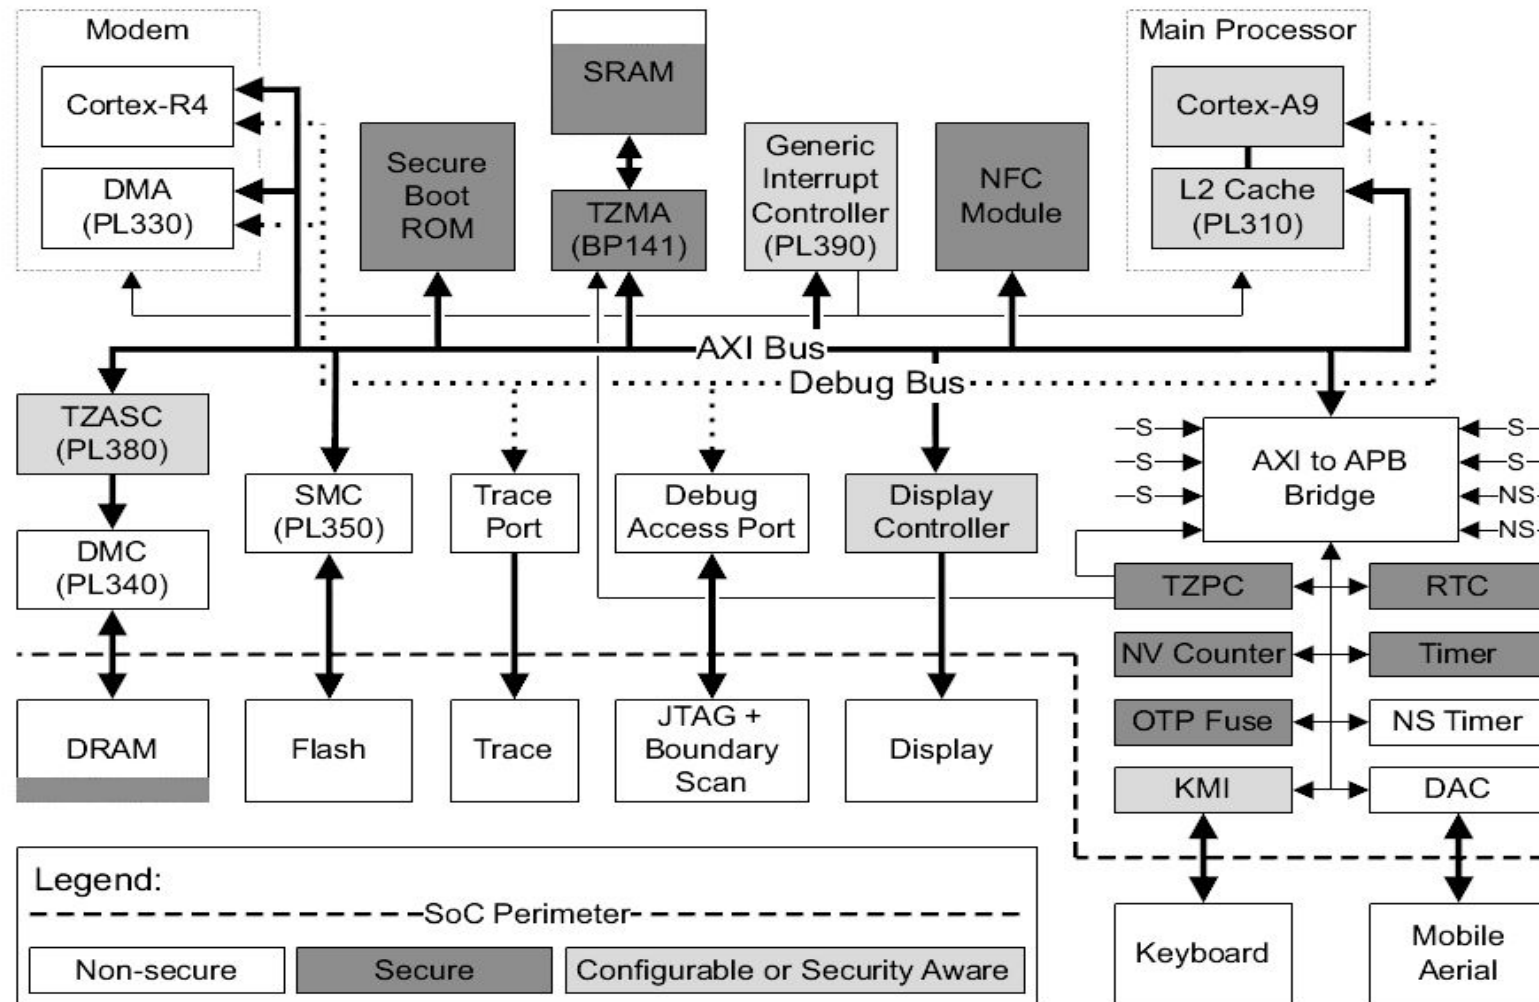 Modem
Cortex-R4
DMA
(PL330)
Secure
Boot
ROM
SRAM
TZMA
(BP141)
Generic
Interrupt
Controller
(PL390)
NFC
Module
Main Processor
Cortex-A9
L2 Cache
(PL310)
AXI Bus
Debug Bus
TZASC
(PL380)
DMC
(PL340)
SMC
(PL350)
Trace
Port
Debug
Access Port
Display
Controller
S
S
S
AXI to APB
Bridge
S
S
NS
NS
TZPC
RTC
NV Counter
Timer
OTP Fuse
NS Timer
KMI
DAC
DRAM
Flash
Trace
JTAG +
Boundary
Scan
Display
Keyboard
Mobile
Aerial
Legend:
SoC Perimeter
Non-secure
Secure
Configurable or Security Aware